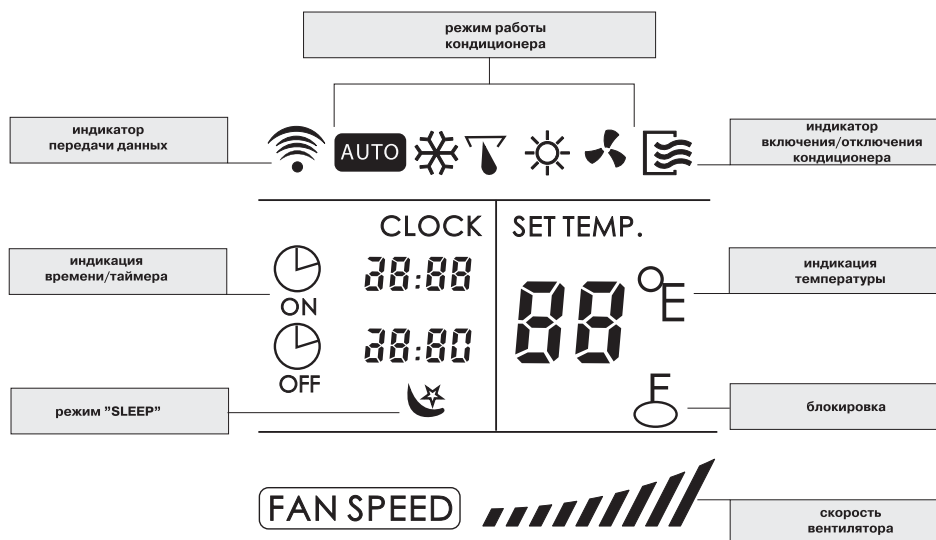 режим работы
кондиционера
индикатор
передачи данных
AUTO
индикатор
включения/отключения
кондиционера
CLOCK
SET TEMP.
индикация
времени/таймера
ON
88:88
88
°E
индикация
температуры
OFF
88:80
режим "SLEEP"
F
блокировка
FAN SPEED
скорость
вентилятора